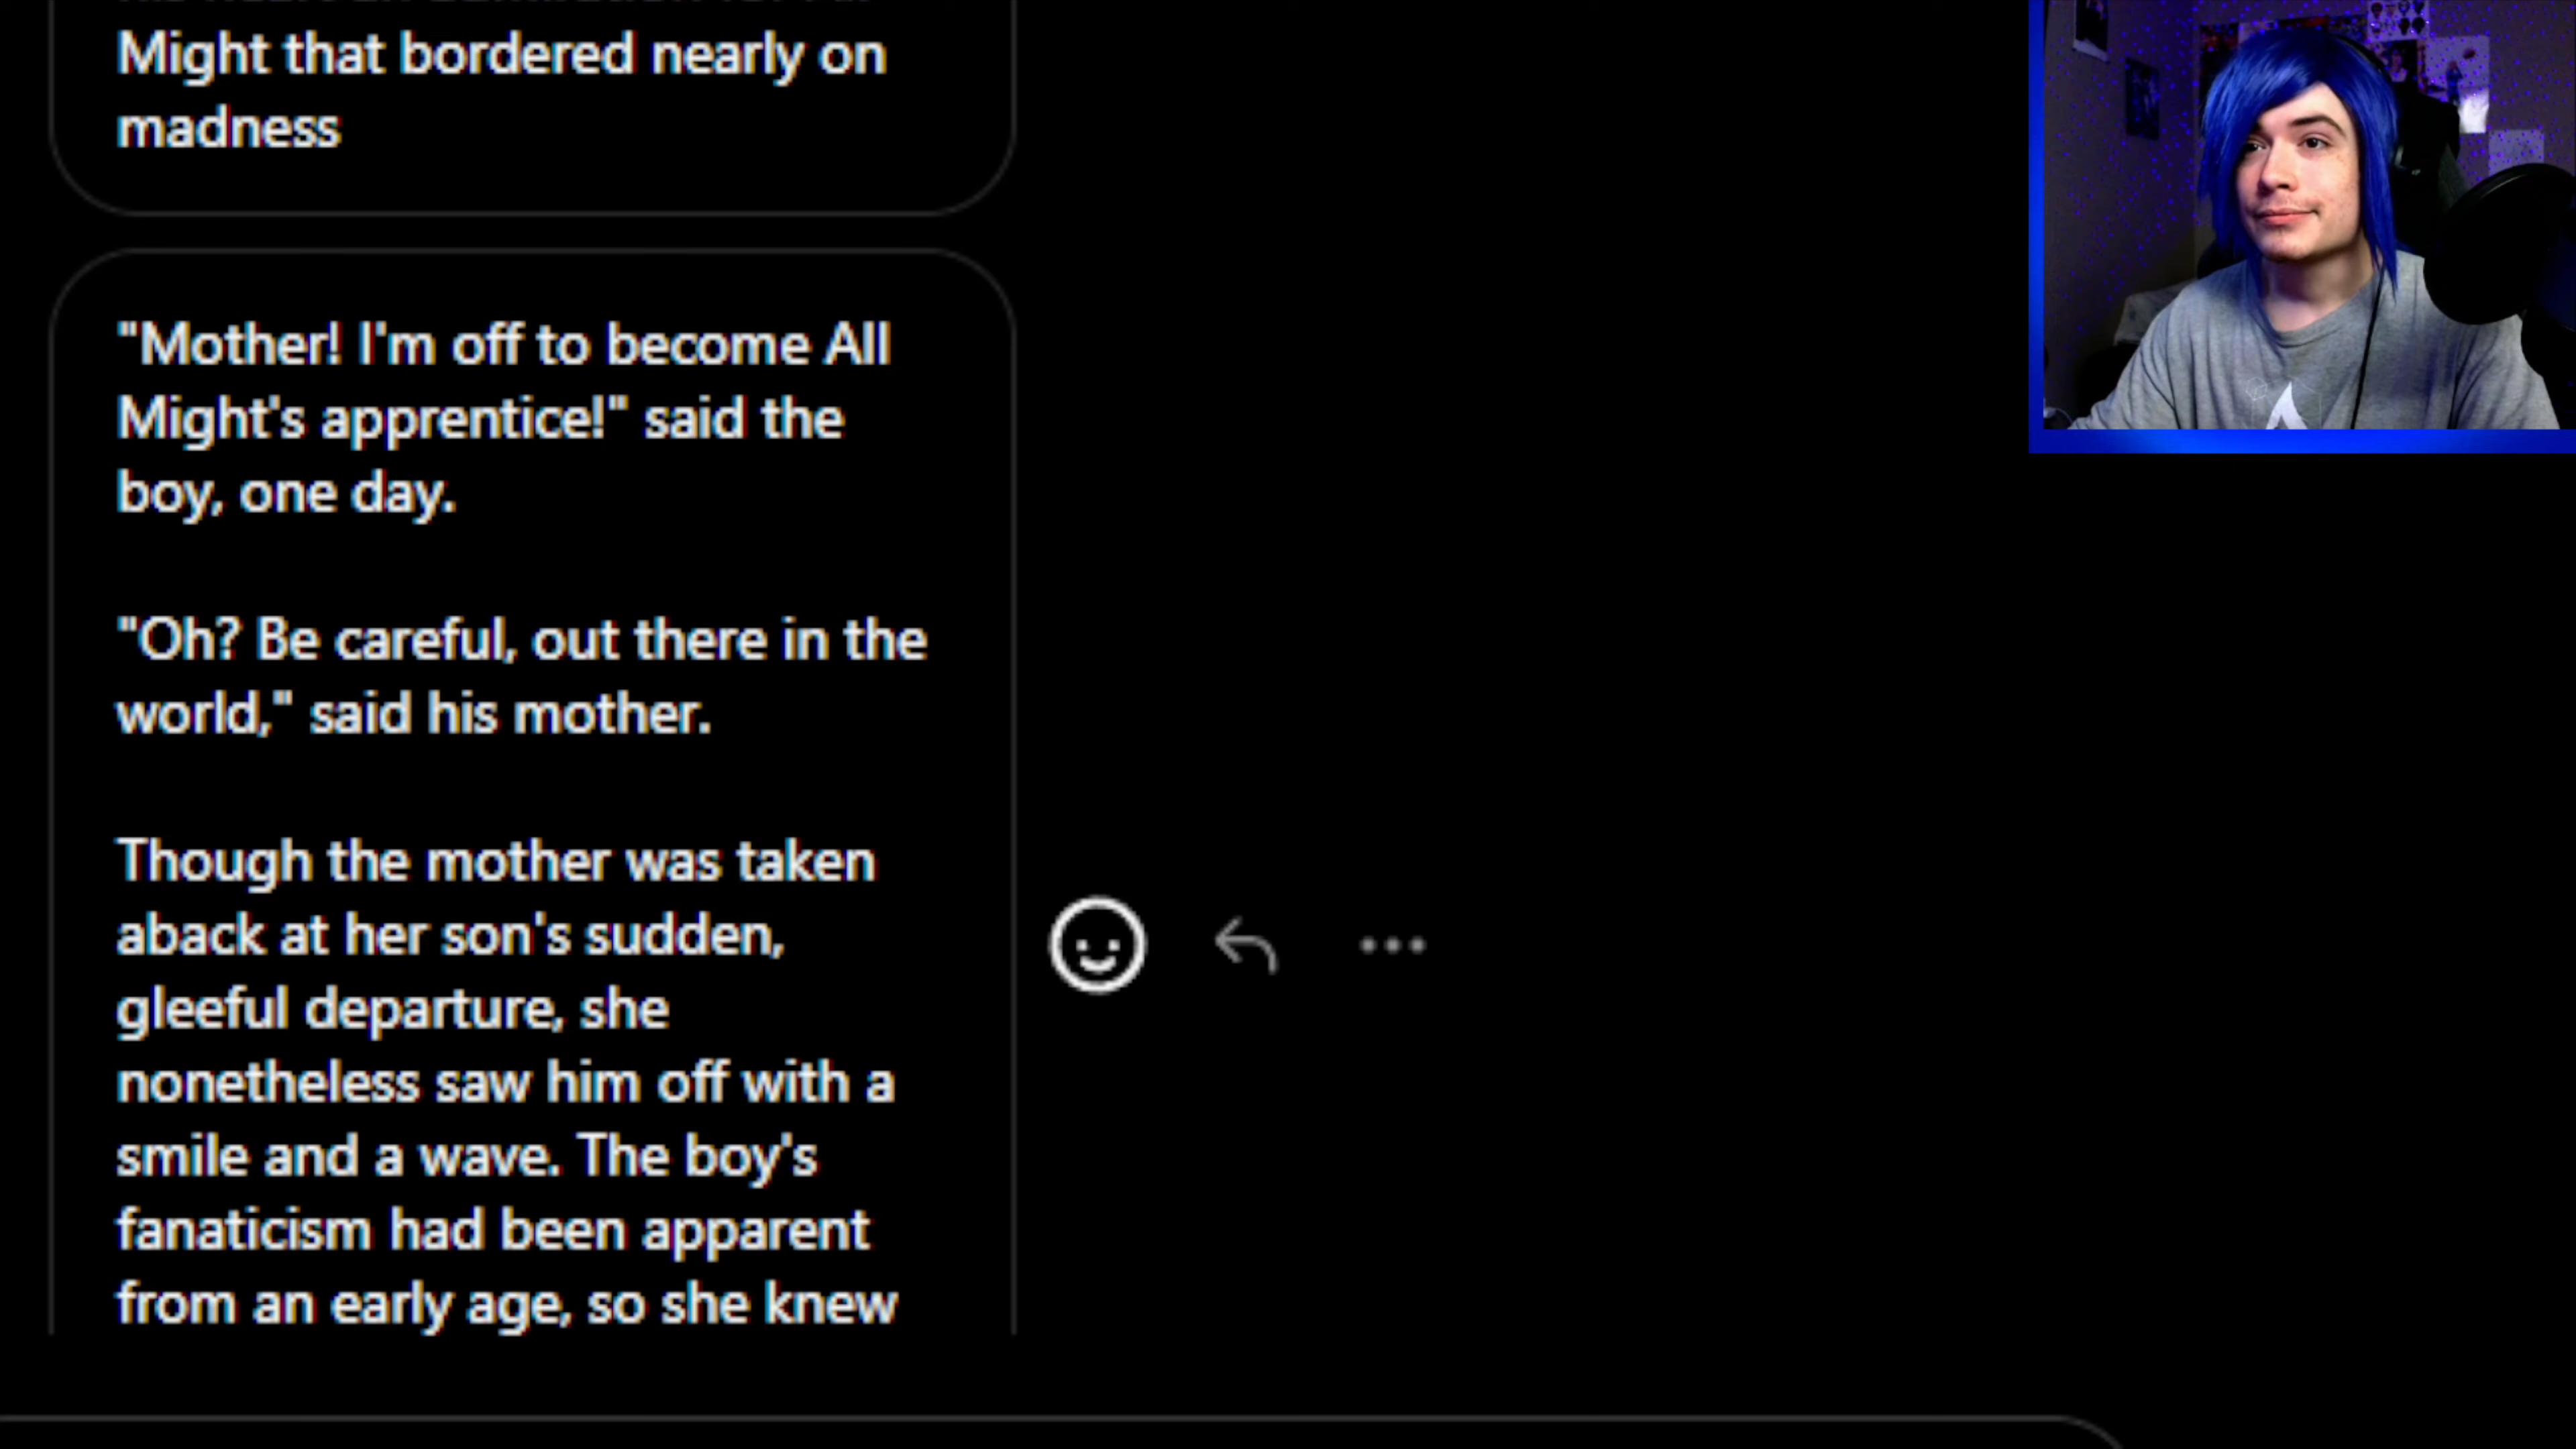 Might that bordered nearly on
madness
"Mother! I'm off to become All
Might's apprentice!" said the
boy, one day.
"Oh? Be careful, out there in the
world," said his mother.
Though the mother was taken
aback at her son's sudden,
gleeful departure, she
nonetheless saw him off with a
smile and a wave. The boy's
fanaticism had been apparent
from an early age, so she knew